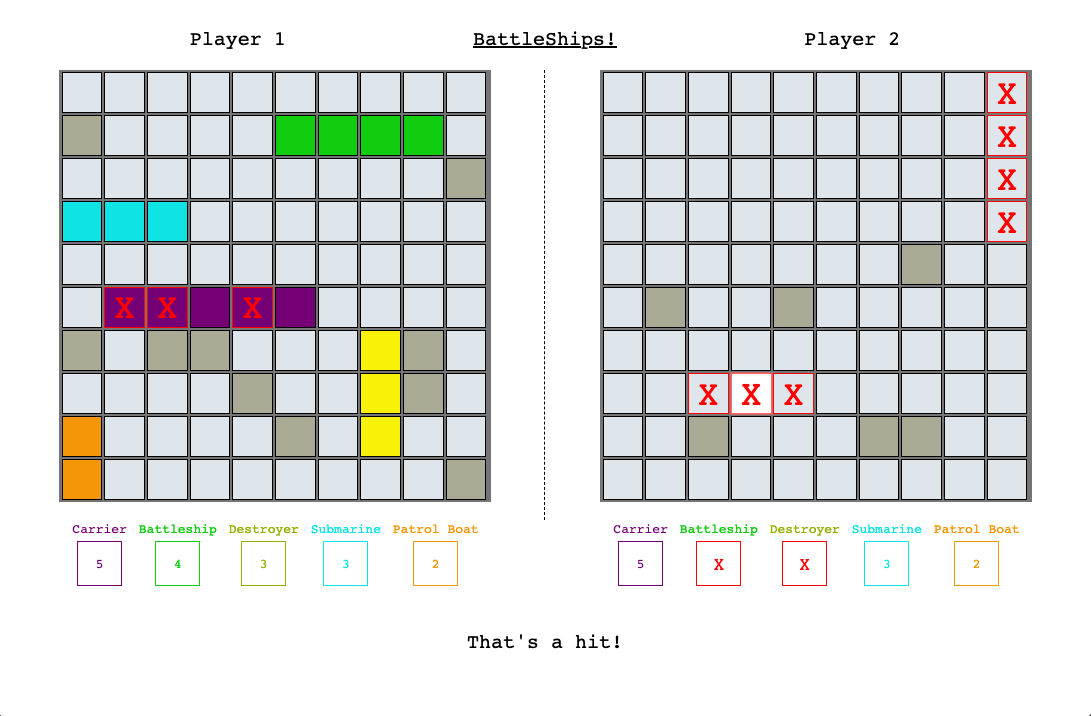 Player 1 BattleShips! Player 2
X
X
X
X
X X X
X X X
Carrier Battleship Destroyer Submarine Patrol Boat Carrier Battleship Destroyer Submarine Patrol Boat
5 4 3 3 2 5 X X 3 2
That's a hit!